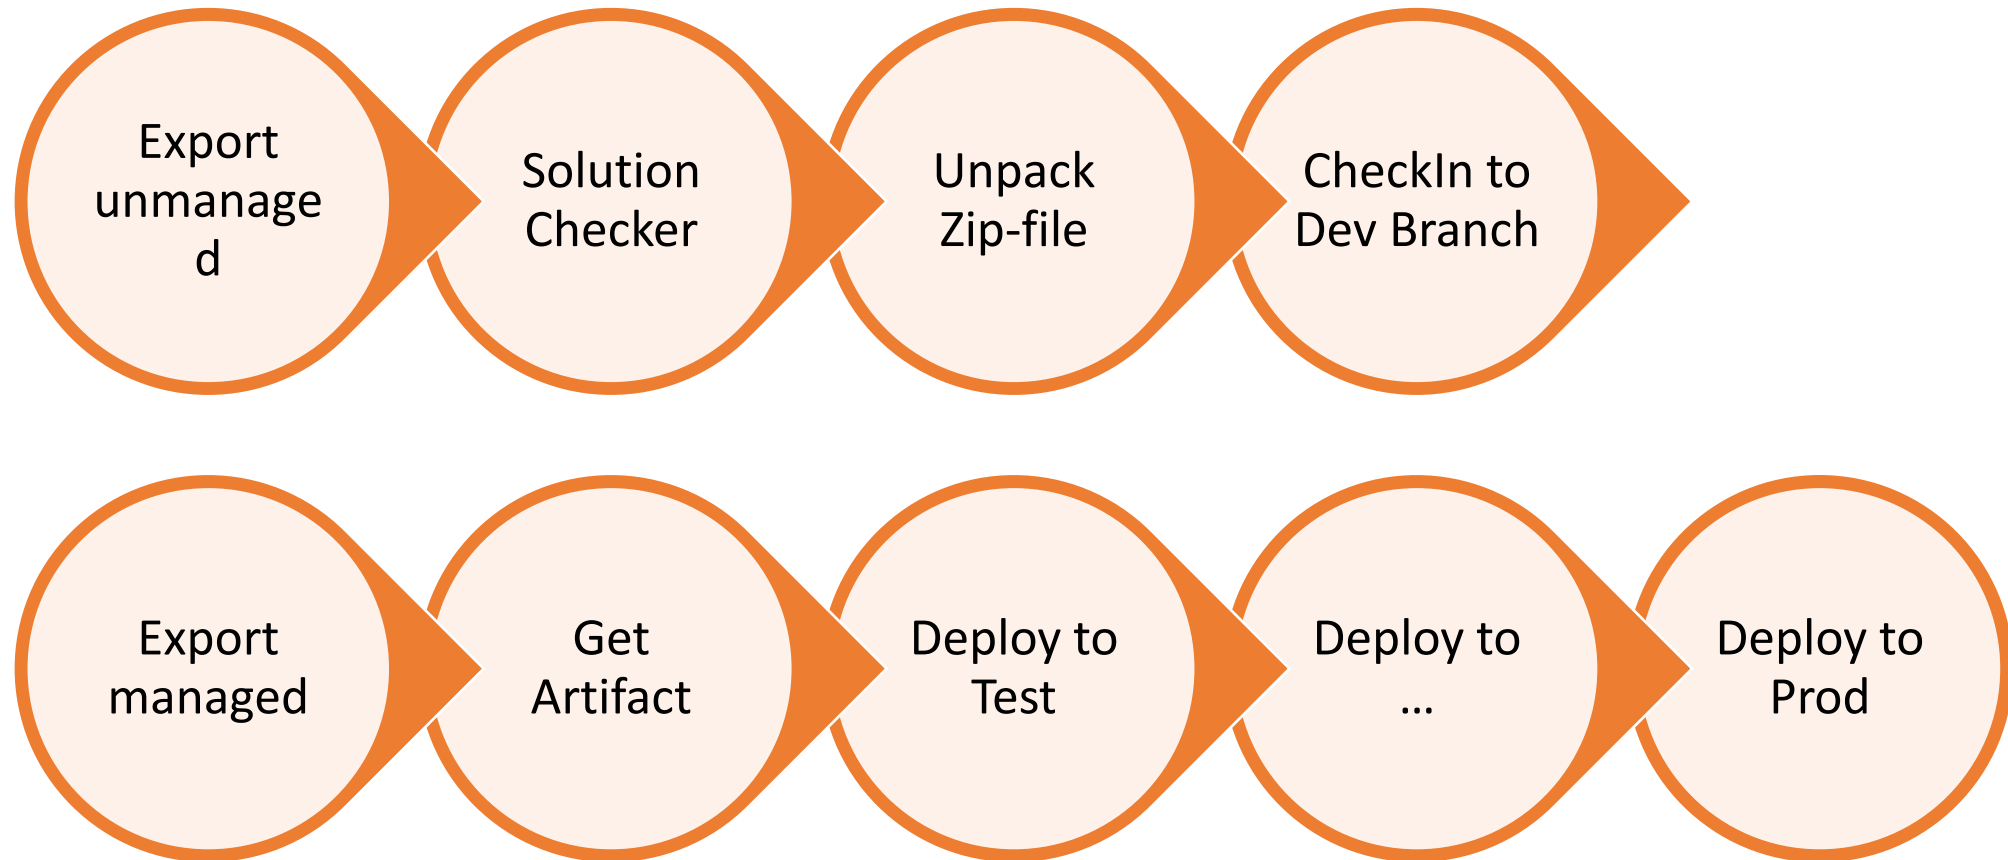 Export
unmanage
d
Solution
Checker
Unpack
Zip-file
CheckIn to
Dev Branch
Export
managed
Get
Artifact
Deploy to
Test
Deploy to
...
Deploy to
Prod